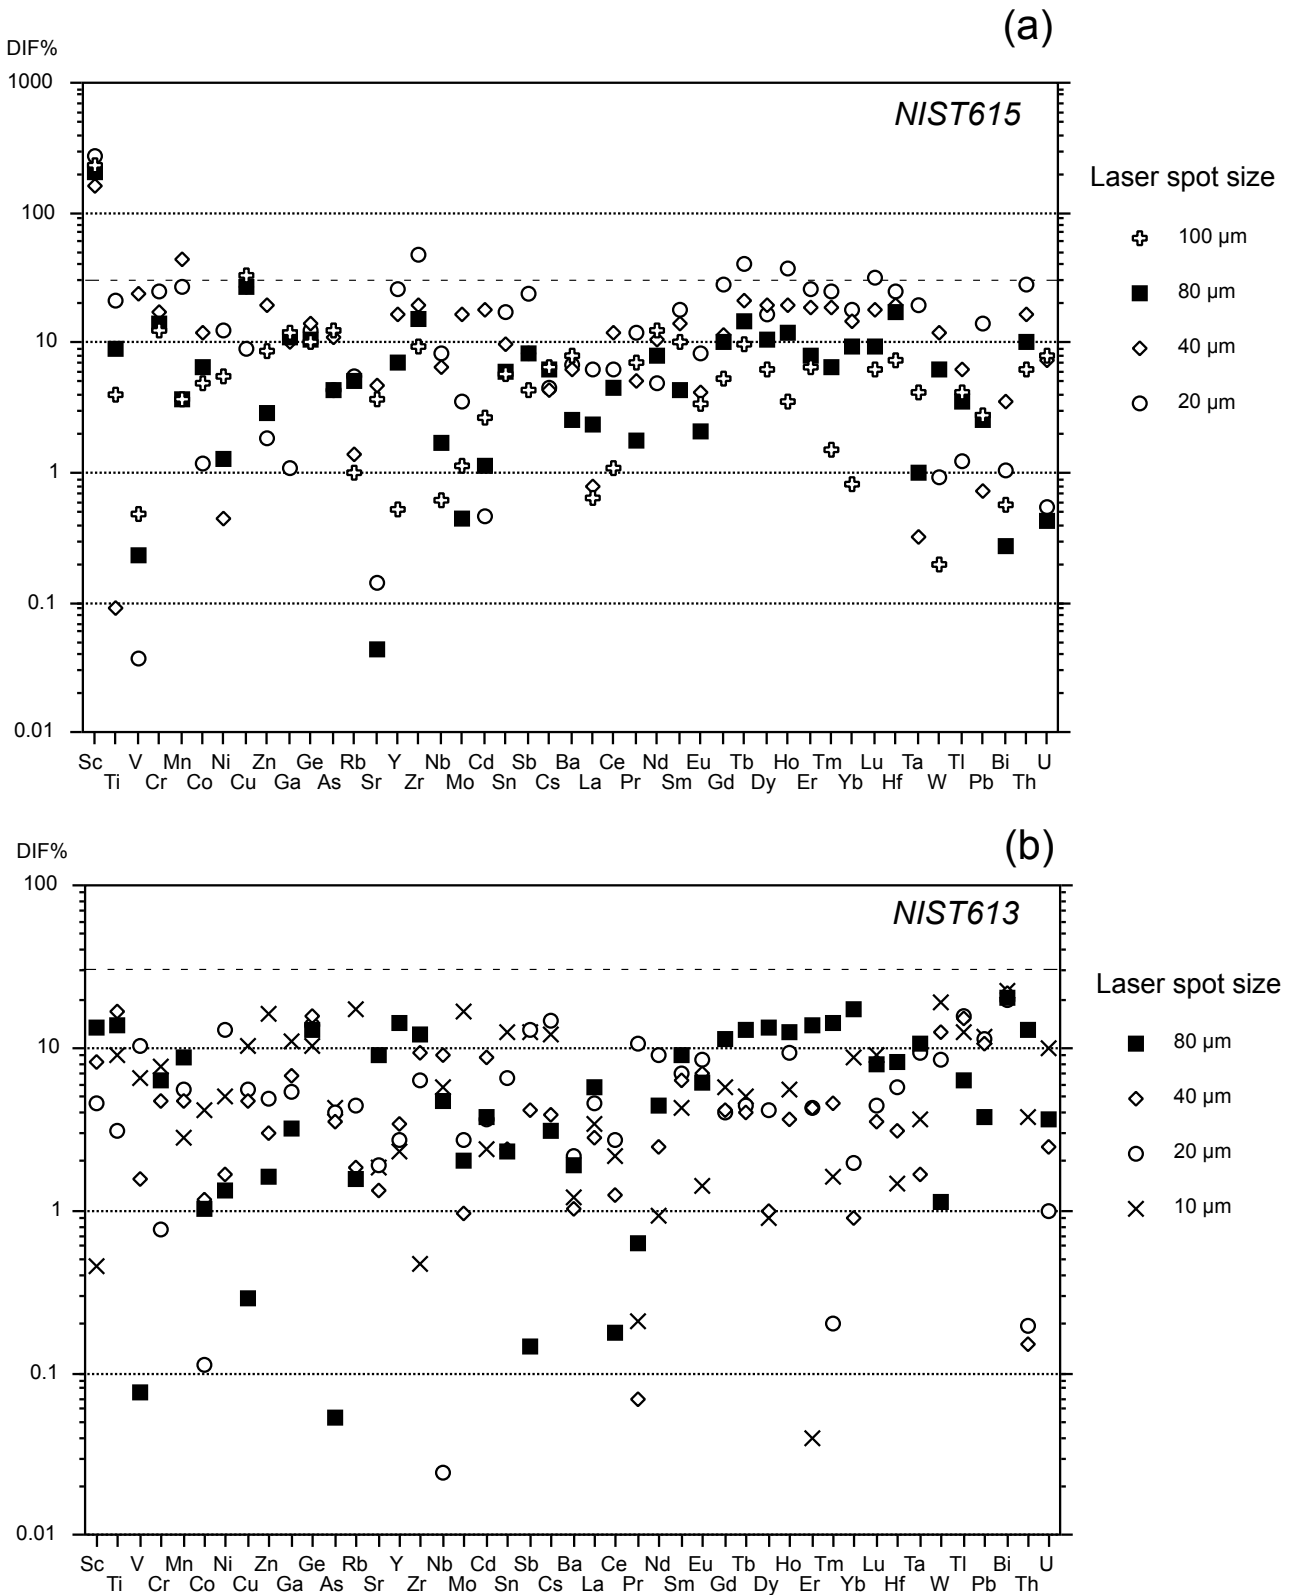 (a)
DIF%
1000
NIST615
100
10
1
0.1
0.01
Laser spot size
100 µm
80 µm
40 µm
20 µm
Sc V Mn Ni Zn Ge Rb Y Nb Cd Sb Ba Ce Nd Eu Tb Ho Tm Lu Ta Tl Bi U
Ti Cr Co Cu Ga As Sr Zr Mo Sn Cs La Pr Sm Gd Dy Er Yb Hf W Pb Th
(b)
DIF%
100
NIST613
10
1
0.1
0.01
Laser spot size
80 µm
40 µm
20 µm
10 µm
Sc V Mn Ni Zn Ge Rb Y Nb Cd Sb Ba Ce Nd Eu Tb Ho Tm Lu Ta Tl Bi U
Ti Cr Co Cu Ga As Sr Zr Mo Sn Cs La Pr Sm Gd Dy Er Yb Hf W Pb Th